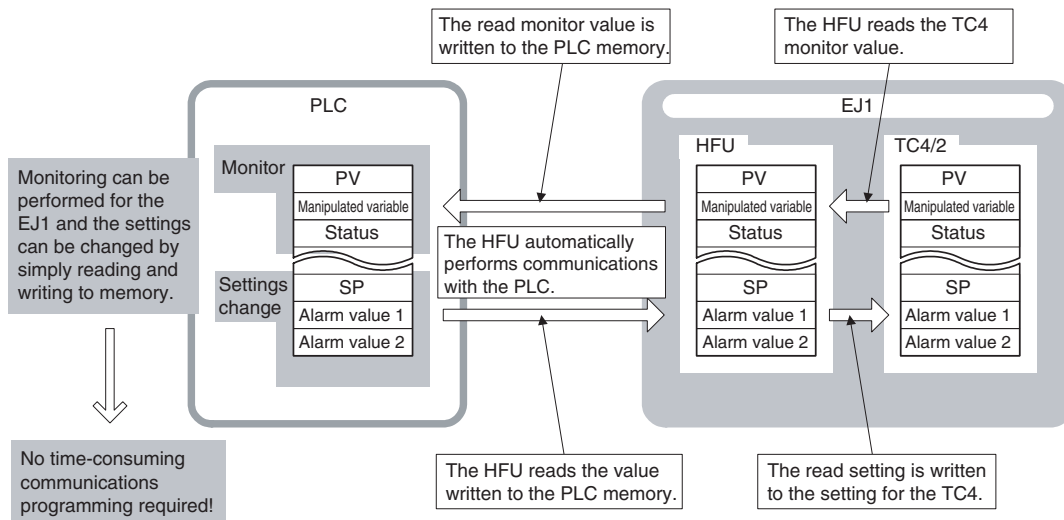 The read monitor value is
written to the PLC memory.
The HFU reads the TC4
monitor value.
PLC
EJ1
Monitoring can be
performed for the
EJ1 and the settings
can be changed by
simply reading and
writing to memory.
Monitor
PV
Manipulated variable
Status
Settings
change
SP
Alarm value 1
Alarm value 2
The HFU automatically
performs communications
with the PLC.
HFU
PV
Manipulated variable
Status
SP
Alarm value 1
Alarm value 2
TC4/2
PV
Manipulated variable
Status
SP
Alarm value 1
Alarm value 2
No time-consuming
communications
programming required!
The HFU reads the value
written to the PLC memory.
The read setting is written
to the setting for the TC4.